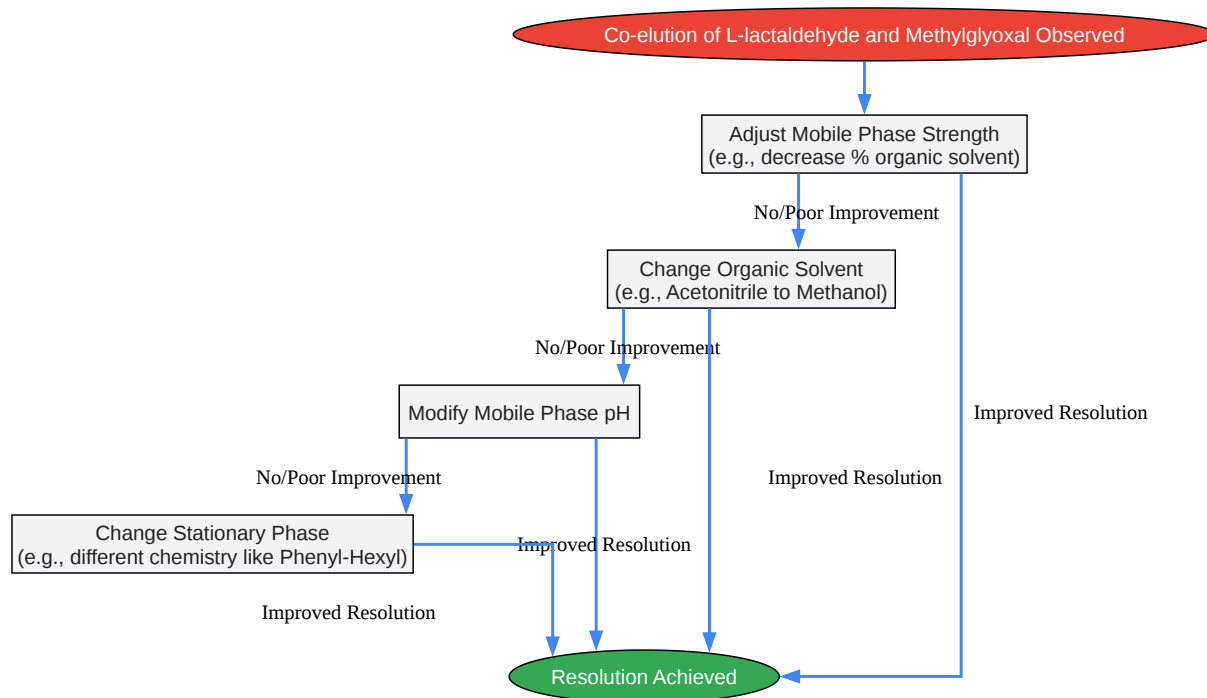 Co-elution of L-lactaldehyde and Methylglyoxal Observed
Adjust Mobile Phase Strength
(e.g., decrease % organic solvent)
No/Poor Improvement
Change Organic Solvent
(e.g., Acetonitrile to Methanol)
No/Poor Improvement
Modify Mobile Phase pH
Improved Resolution
No/Poor Improvement
Improved Resolution
Change Stationary Phase
(e.g., different chemistry like Phenyl-Hexyl)
Improved Resolution
Improved Resolution
Resolution Achieved